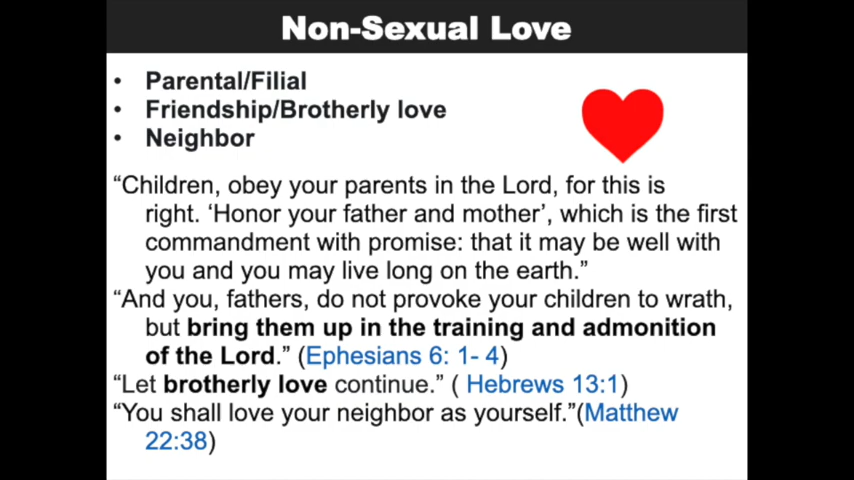 Non-Sexual Love
• Parental/Filial
• Friendship/Brotherly love
• Neighbor
“Children, obey your parents in the Lord, for this is
right. ‘Honor your father and mother’, which is the first
commandment with promise: that it may be well with
you and you may live long on the earth.”
“And you, fathers, do not provoke your children to wrath,
but bring them up in the training and admonition
of the Lord.” (Ephesians 6: 1- 4)
“Let brotherly love continue.” ( Hebrews 13:1)
“You shall love your neighbor as yourself.”(Matthew
22:38)